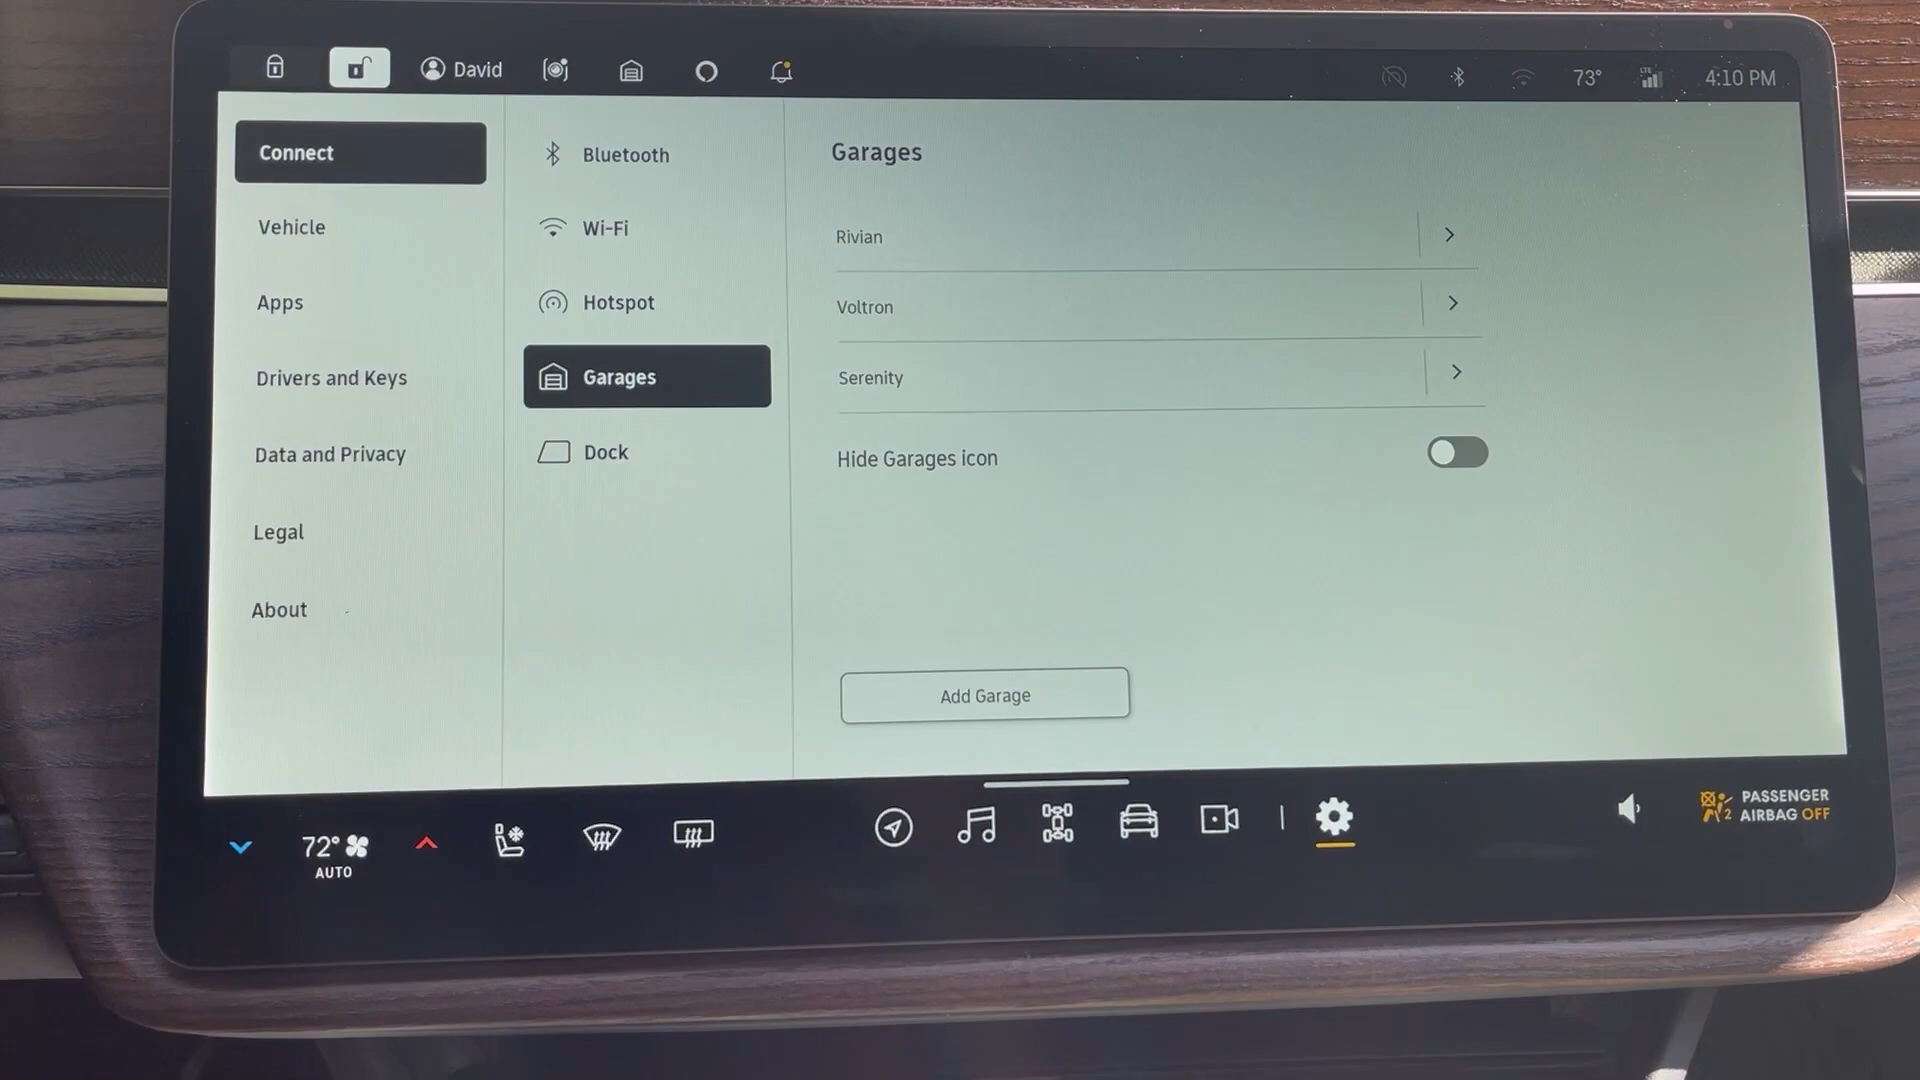 David
73°
LTE
4:10 PM
Connect
Vehicle
Apps
Drivers and Keys
Data and Privacy
Legal
About
Bluetooth
Wi-Fi
Hotspot
Garages
Dock
Garages
Rivian
Voltron
Serenity
Hide Garages icon
Add Garage
72°
AUTO
2
PASSENGER
AIRBAG OFF